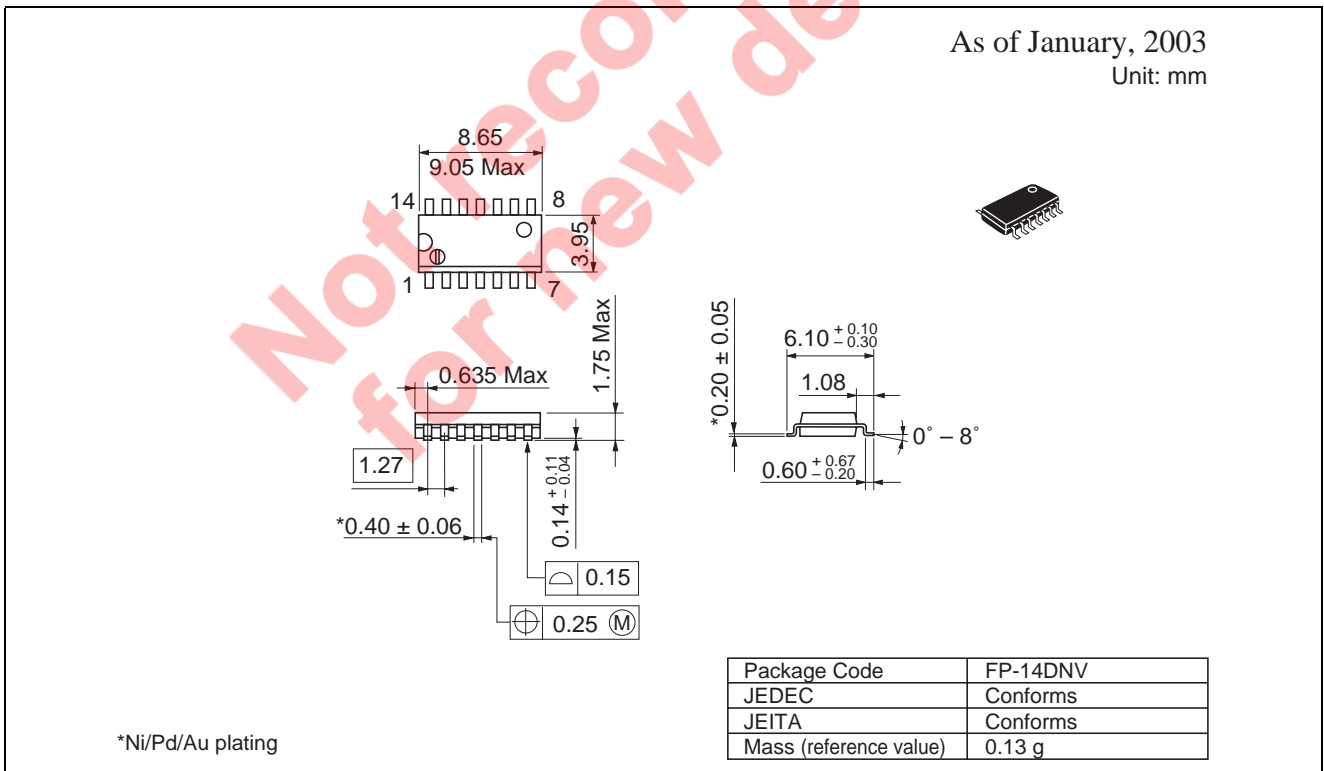 As of January, 2003
Unit: mm
8.65
9.05 Max
14
8
3.95
1
7
1.75 Max
0.635 Max
1.27
*0.40 ± 0.06
0.14 + 0.11 − 0.04
0.15
0.25 Ⓜ
*0.20 ± 0.05
6.10 + 0.10 − 0.30
1.08
0° – 8°
0.60 + 0.67 − 0.20
Package Code FP-14DNV
JEDEC Conforms
JEITA Conforms
Mass (reference value) 0.13 g
*Ni/Pd/Au plating
Not
for new